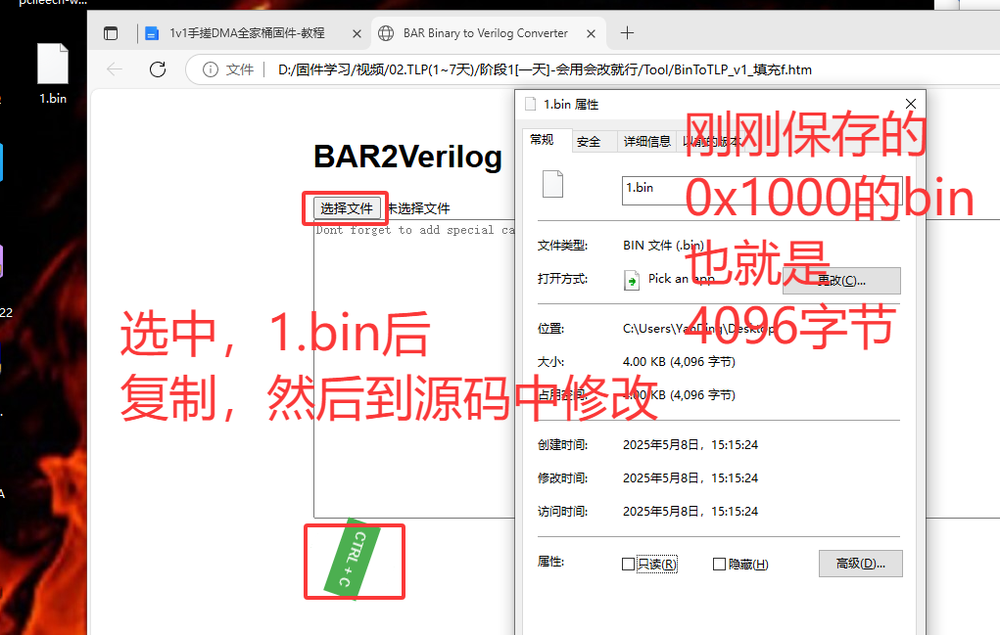 pcileech-w...
1v1手搓DMA全家桶固件-教程
BAR Binary to Verilog Converter
文件
D:/固件学习/视频/02.TLP(1~7天)/阶段1[一天]-会用会改就行/Tool/BinToTLP_v1_填充f.htm
1.bin
1.bin 属性
常规
安全
详细信息
以前的版本
刚刚保存的
0x1000的bin
也就是
4096字节
BAR2Verilog
选择文件
未选择文件
Dont forget to add special ca
1.bin
文件类型:
BIN 文件 (.bin)
打开方式:
Pick an app
更改(C)...
位置:
C:\Users\YanDing\Desktop
大小:
4.00 KB (4,096 字节)
占用空间:
4.00 KB (4,096 字节)
选中，1.bin后
复制，然后到源码中修改
创建时间:
2025年5月8日，15:15:24
修改时间:
2025年5月8日，15:15:24
访问时间:
2025年5月8日，15:15:24
属性:
只读(R)
隐藏(H)
高级(D)...
CTRL + C
22
A